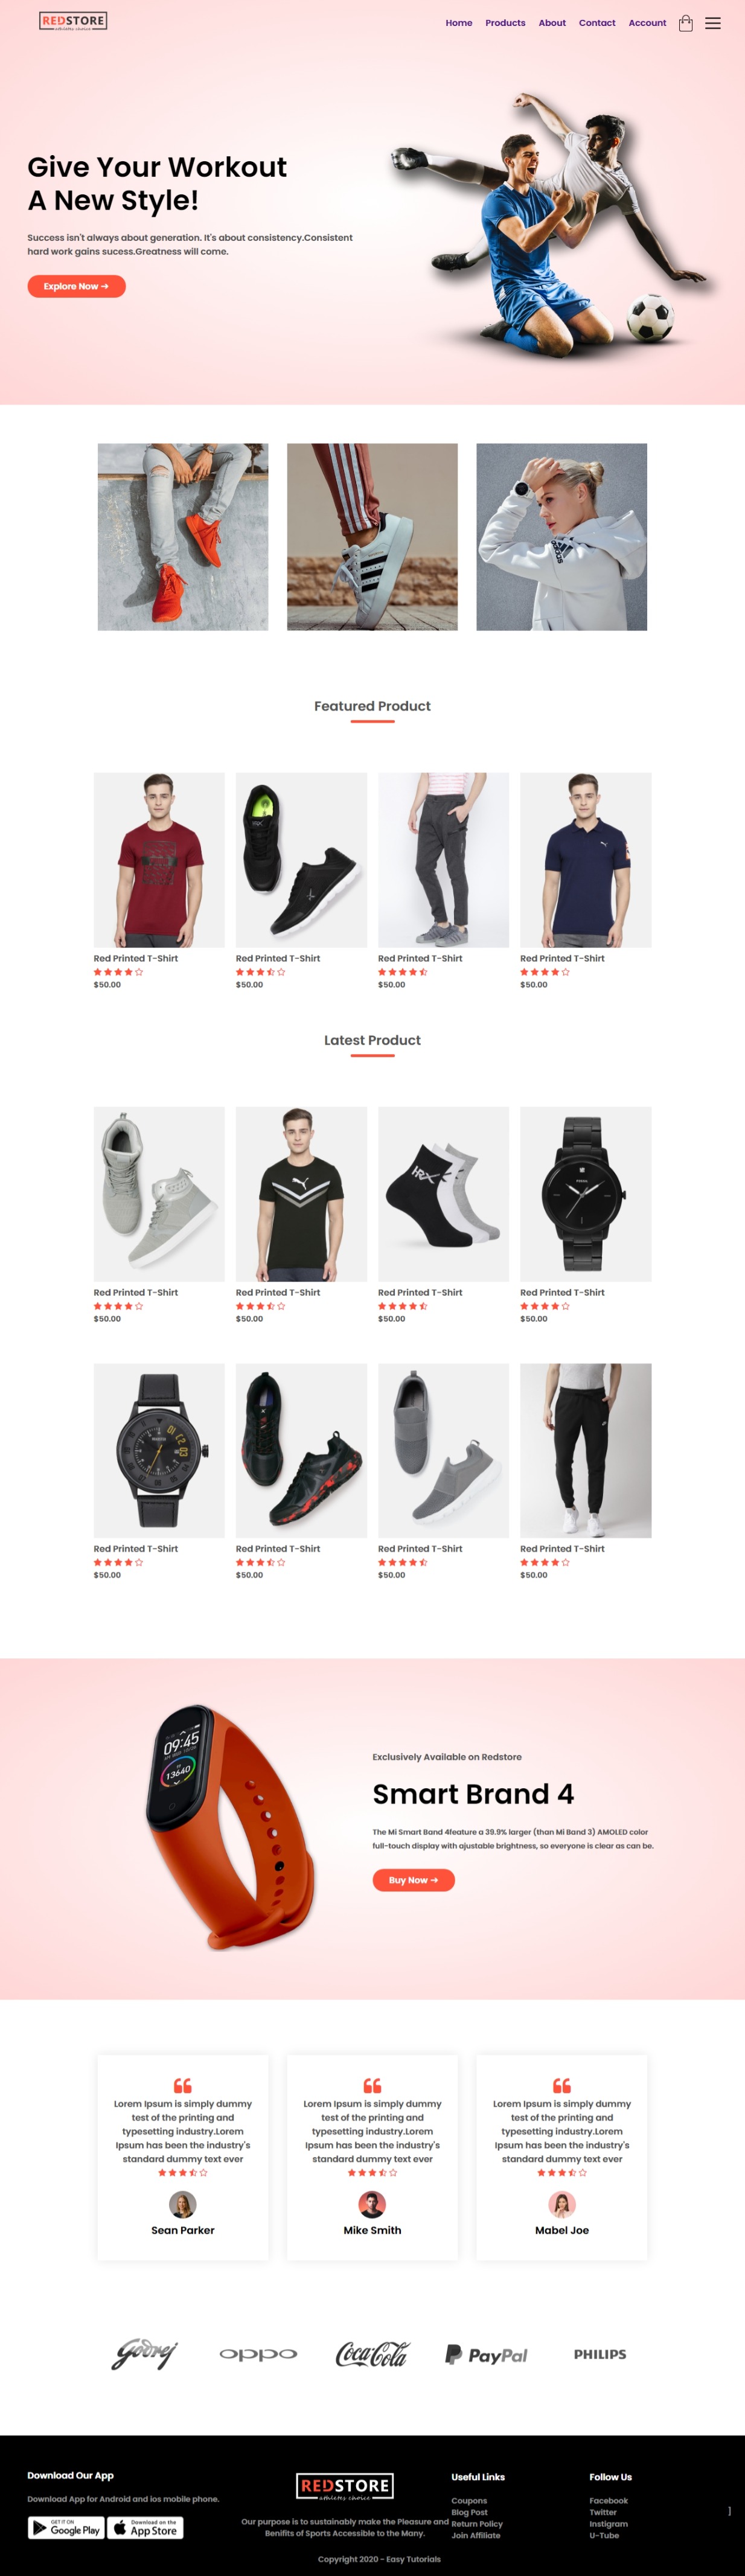 REDSTORE
athletes choice
Home Products About Contact Account
Give Your Workout
A New Style!
Success isn't always about generation. It's about consistency.Consistent
hard work gains sucess.Greatness will come.
Explore Now →
adidas
Featured Product
Red Printed T-Shirt
$50.00
Red Printed T-Shirt
$50.00
Red Printed T-Shirt
$50.00
Red Printed T-Shirt
$50.00
Latest Product
HRX
FOSSIL
Red Printed T-Shirt
$50.00
Red Printed T-Shirt
$50.00
Red Printed T-Shirt
$50.00
Red Printed T-Shirt
$50.00
Red Printed T-Shirt
$50.00
Red Printed T-Shirt
$50.00
Red Printed T-Shirt
$50.00
Red Printed T-Shirt
$50.00
09:45
13640
Exclusively Available on Redstore
Smart Brand 4
The Mi Smart Band 4feature a 39.9% larger (than Mi Band 3) AMOLED color
full-touch display with ajustable brightness, so everyone is clear as can be.
Buy Now →
Lorem Ipsum is simply dummy
test of the printing and
typesetting industry.Lorem
Ipsum has been the industry's
standard dummy text ever
Sean Parker
Lorem Ipsum is simply dummy
test of the printing and
typesetting industry.Lorem
Ipsum has been the industry's
standard dummy text ever
Mike Smith
Lorem Ipsum is simply dummy
test of the printing and
typesetting industry.Lorem
Ipsum has been the industry's
standard dummy text ever
Mabel Joe
Godrej
oppo
Coca-Cola
PayPal
PHILIPS
Download Our App
Download App for Android and ios mobile phone.
GET IT ON
Google Play
Download on the
App Store
REDSTORE
athletes choice
Our purpose is to sustainably make the Pleasure and
Benifits of Sports Accessible to the Many.
Useful Links
Coupons
Blog Post
Return Policy
Join Affiliate
Follow Us
Facebook
Twitter
Instigram
U-Tube
]
Copyright 2020 - Easy Tutorials